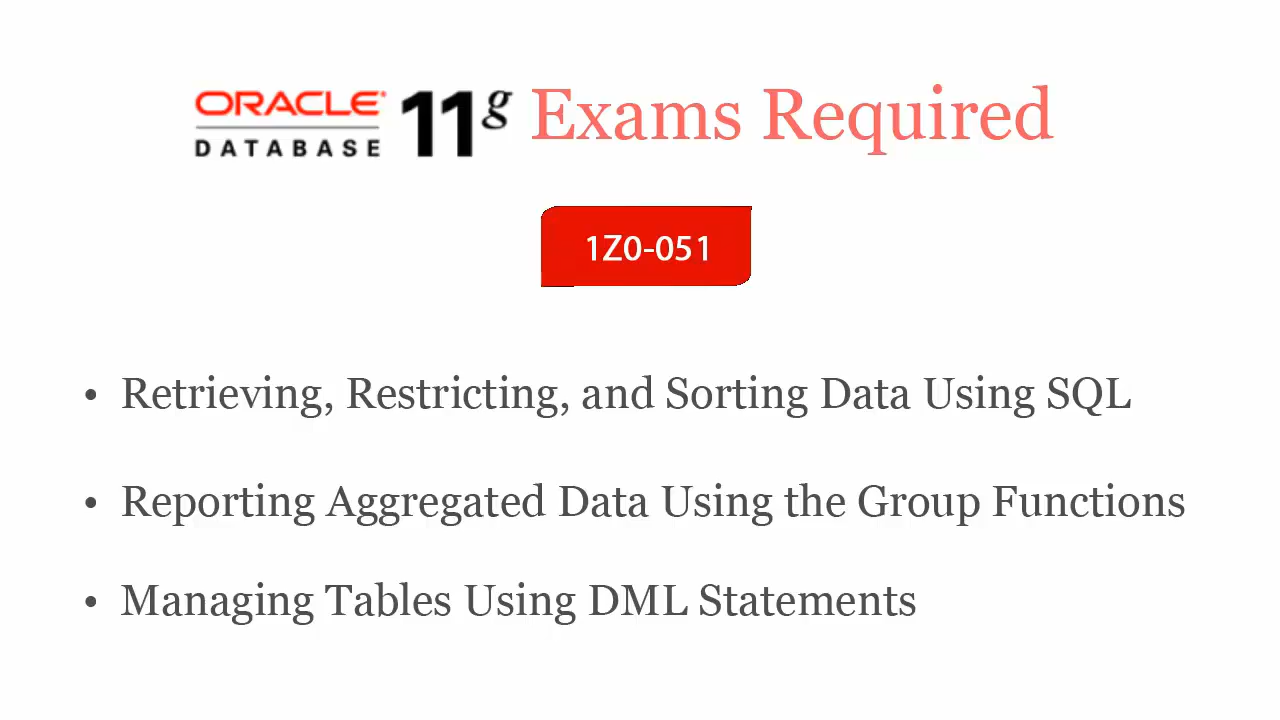 ORACLE DATABASE 11g Exams Required
1Z0-051
• Retrieving, Restricting, and Sorting Data Using SQL
• Reporting Aggregated Data Using the Group Functions
• Managing Tables Using DML Statements